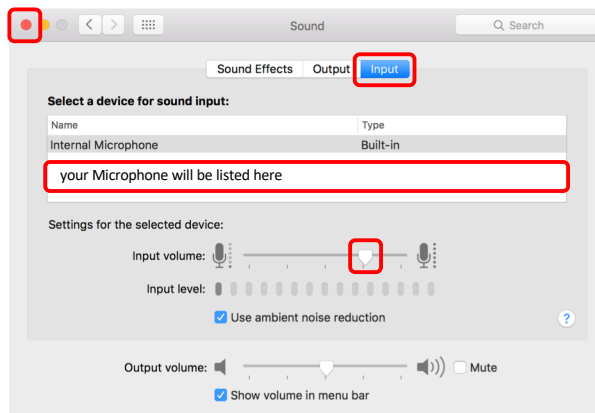 Sound
Search
Sound Effects Output Input
Select a device for sound input:
Name Type
Internal Microphone Built-in
your Microphone will be listed here
Settings for the selected device:
Input volume:
Input level:
Use ambient noise reduction
?
Output volume: Mute
Show volume in menu bar